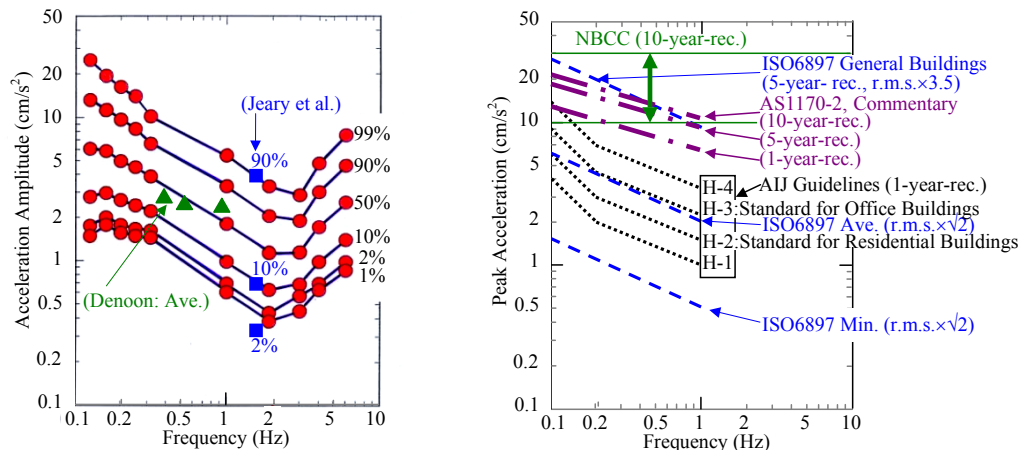 50
20
10
5
2
1
0.5
0.2
0.1
Acceleration Amplitude (cm/s²)
(Jeary et al.)
90%
10%
2%
(Denoon: Ave.)
99%
90%
50%
10%
2%
1%
0.1 0.2 0.5 1 2 5 10
Frequency (Hz)
50
20
10
5
2
1
0.5
0.2
0.1
Peak Acceleration (cm/s²)
NBCC (10-year-rec.)
ISO6897 General Buildings
(5-year- rec., r.m.s.×3.5)
AS1170-2, Commentary
(10-year-rec.)
(5-year-rec.)
(1-year-rec.)
H-4 AIJ Guidelines (1-year-rec.)
H-3:Standard for Office Buildings
ISO6897 Ave. (r.m.s.×√2)
H-2:Standard for Residential Buildings
H-1
ISO6897 Min. (r.m.s.×√2)
0.1 0.2 0.5 1 2 5 10
Frequency (Hz)